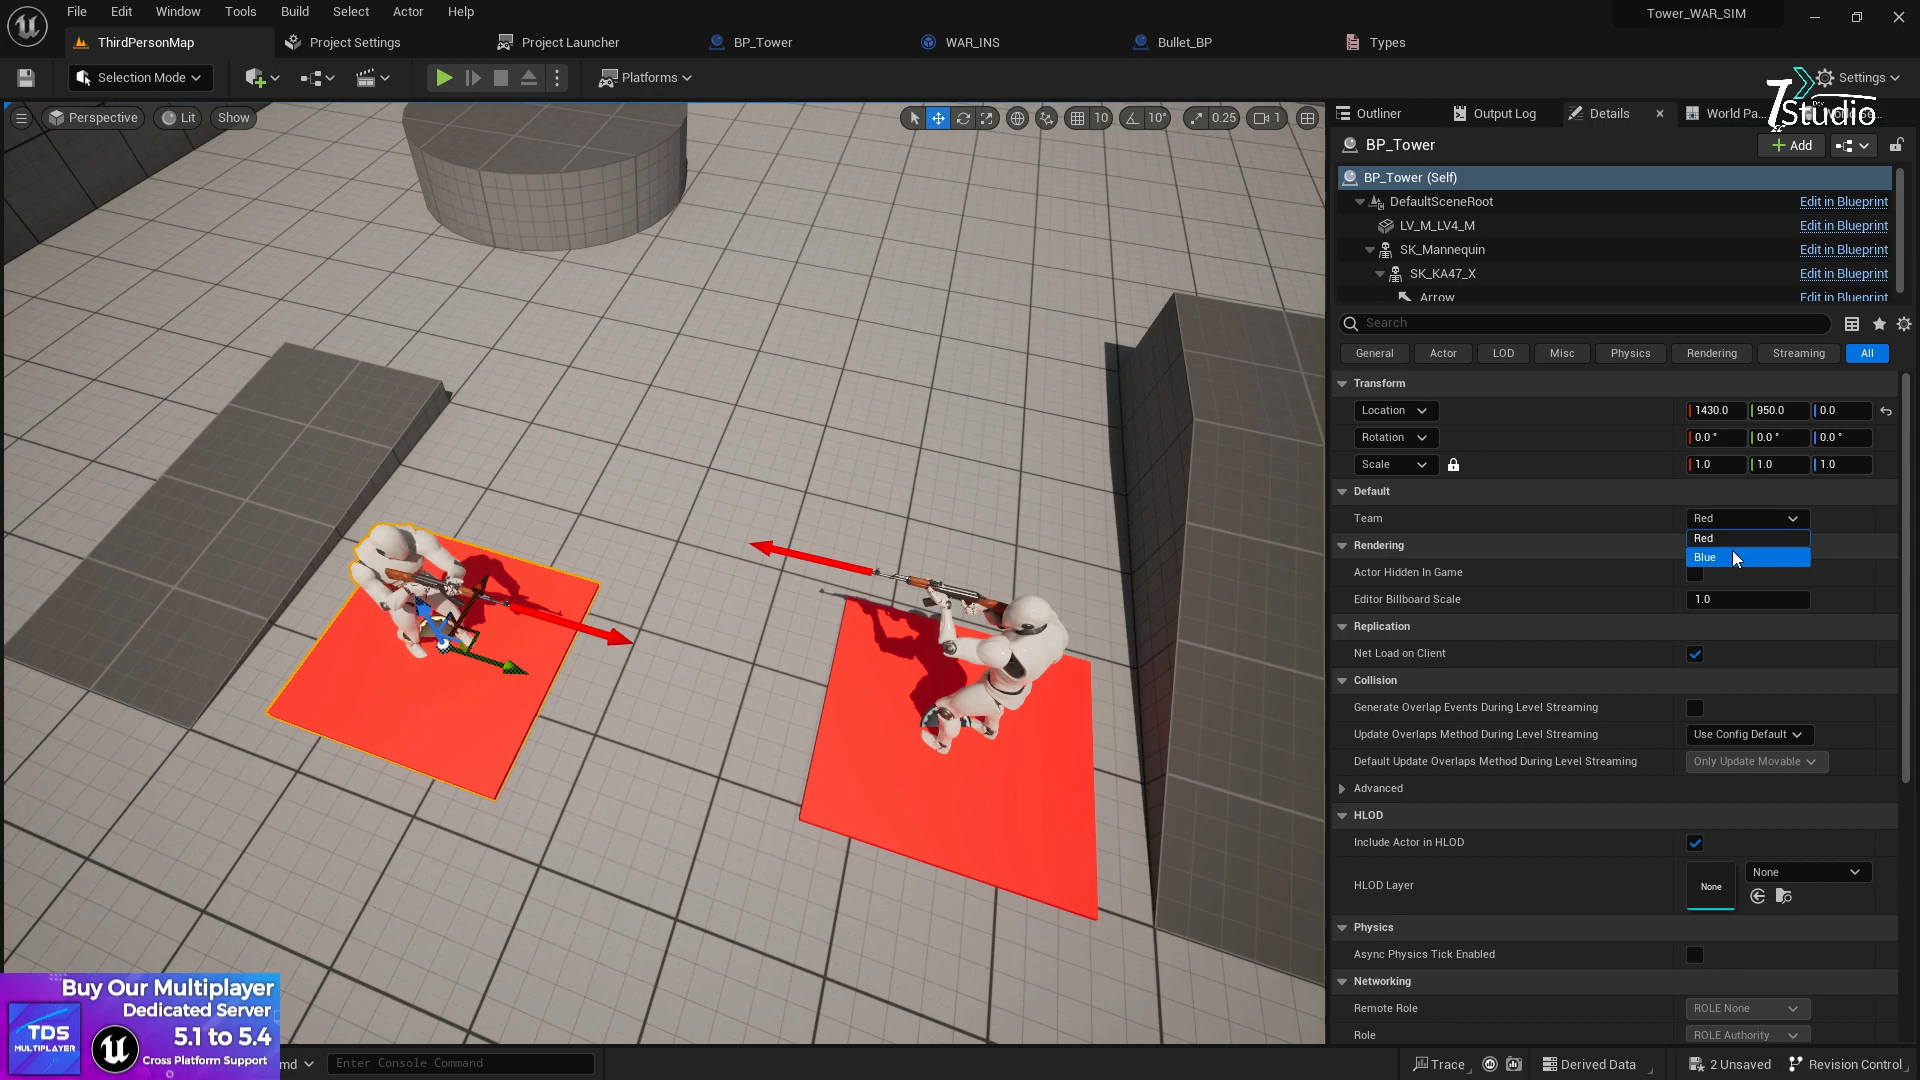 File Edit Window Tools Build Select Actor Help
Tower_WAR_SIM
ThirdPersonMap Project Settings Project Launcher BP_Tower WAR_INS Bullet_BP Types
Selection Mode Platforms Settings
7 Dev Studio
Perspective Lit Show 10 10° 0.25 1
Outliner Output Log Details World Pa...
BP_Tower Add
BP_Tower (Self)
DefaultSceneRoot Edit in Blueprint
LV_M_LV4_M Edit in Blueprint
SK_Mannequin Edit in Blueprint
SK_KA47_X Edit in Blueprint
Arrow Edit in Blueprint
Search
General Actor LOD Misc Physics Rendering Streaming All
Transform
Location 1430.0 950.0 0.0
Rotation 0.0 ° 0.0 ° 0.0 °
Scale 1.0 1.0 1.0
Default
Team Red
Red
Rendering
Blue
Actor Hidden In Game
Editor Billboard Scale 1.0
Replication
Net Load on Client
Collision
Generate Overlap Events During Level Streaming
Update Overlaps Method During Level Streaming Use Config Default
Default Update Overlaps Method During Level Streaming Only Update Movable
Advanced
HLOD
Include Actor in HLOD
HLOD Layer None None
Physics
Async Physics Tick Enabled
Networking
Remote Role ROLE None
Role ROLE Authority
Buy Our Multiplayer
Dedicated Server
5.1 to 5.4
Cross Platform Support
TDS
MULTIPLAYER
md Enter Console Command
Trace Derived Data 2 Unsaved Revision Control